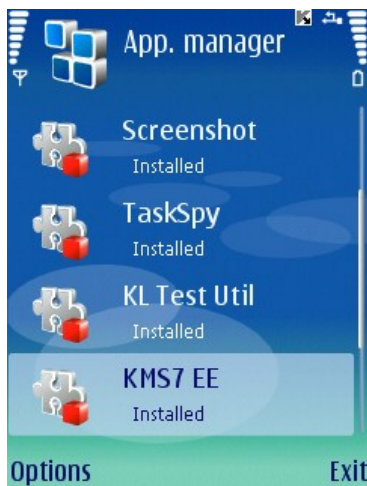 App. manager
Screenshot
Installed
TaskSpy
Installed
KL Test Util
Installed
KMS7 EE
Installed
Options Exit